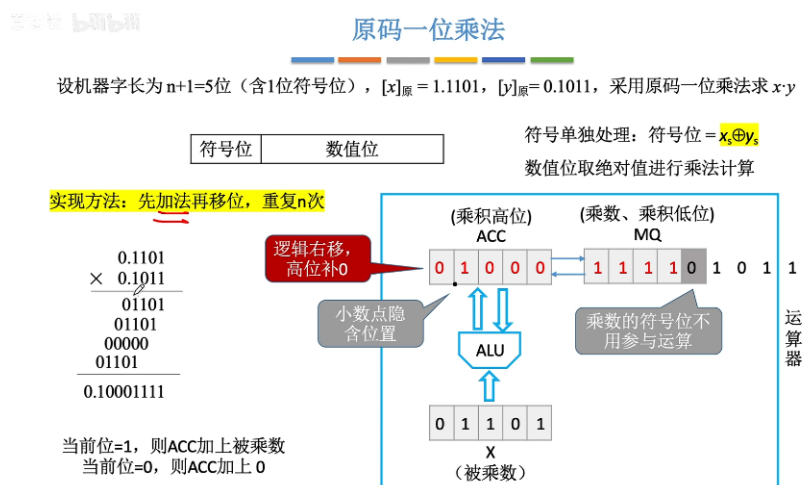 bilibili
原码一位乘法
设机器字长为 n+1=5位（含1位符号位），[x]原 = 1.1101，[y]原= 0.1011，采用原码一位乘法求 x·y
符号位 数值位
符号单独处理：符号位 = xs⊕ys
数值位取绝对值进行乘法计算
实现方法：先加法再移位，重复n次
0.1101
× 0.1011
01101
01101
00000
01101
0.10001111
当前位=1，则ACC加上被乘数
当前位=0，则ACC加上 0
逻辑右移，
高位补0
(乘积高位)
ACC
(乘数、乘积低位)
MQ
0 1 0 0 0 1 1 1 1 0 1 0 1 1
小数点隐
含位置
乘数的符号位不
用参与运算
ALU
运算器
0 1 1 0 1
X
（被乘数）